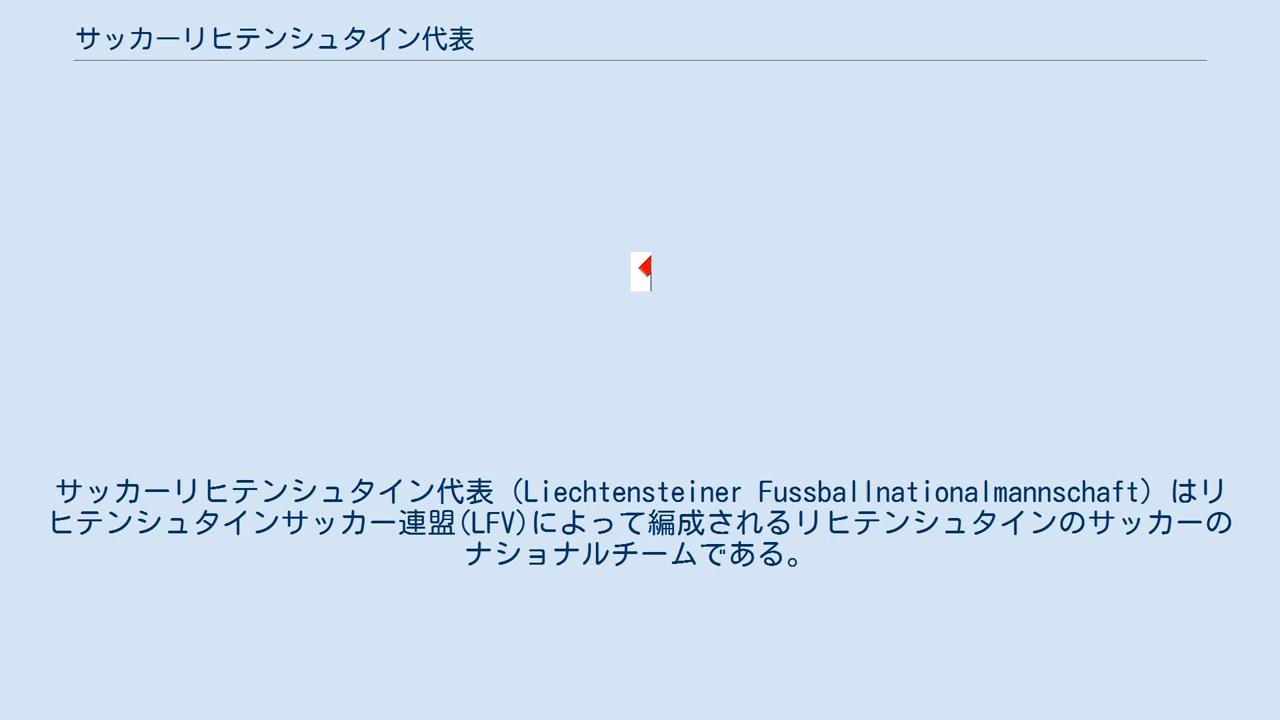 サッカーリヒテンシュタイン代表
サッカーリヒテンシュタイン代表（Liechtensteiner Fussballnationalmannschaft）はリ
ヒテンシュタインサッカー連盟(LFV)によって編成されるリヒテンシュタインのサッカーの
ナショナルチームである。